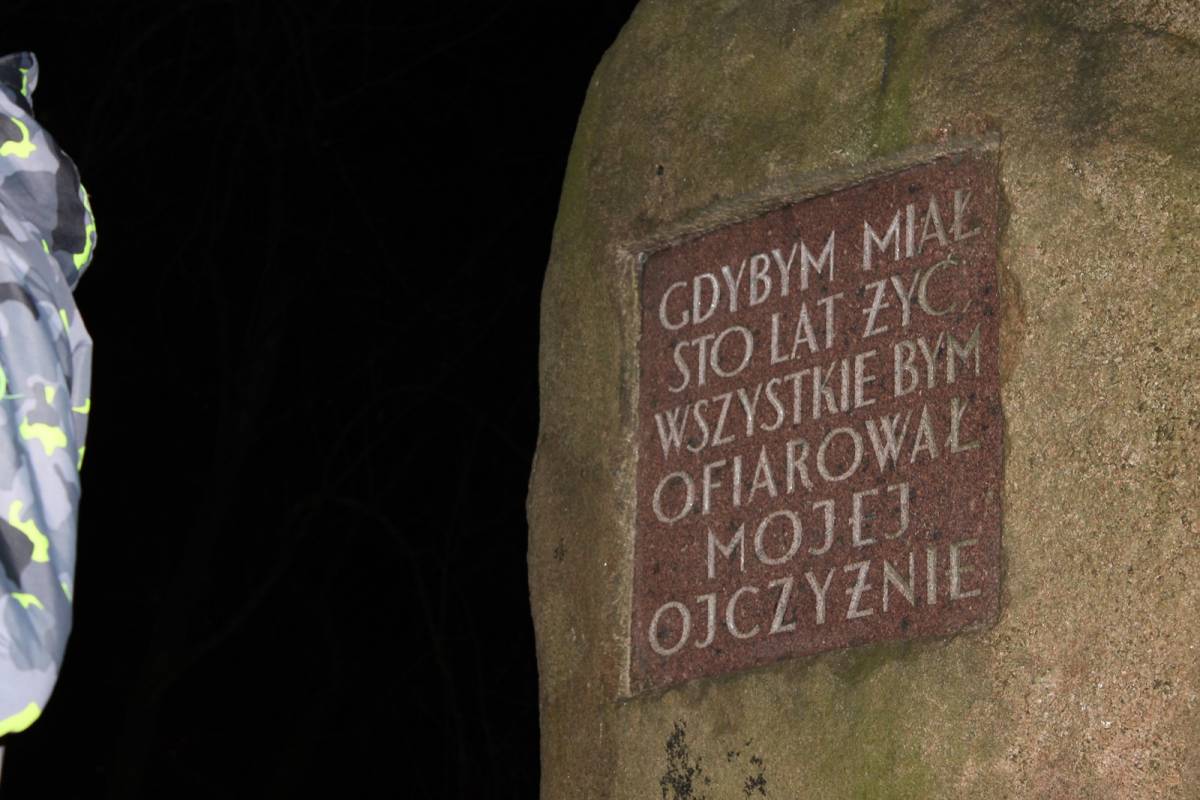 GDYBYM MIAŁ
STO LAT ŻYĆ,
WSZYSTKIE BYM
OFIAROWAŁ
MOJEJ
OJCZYŹNIE